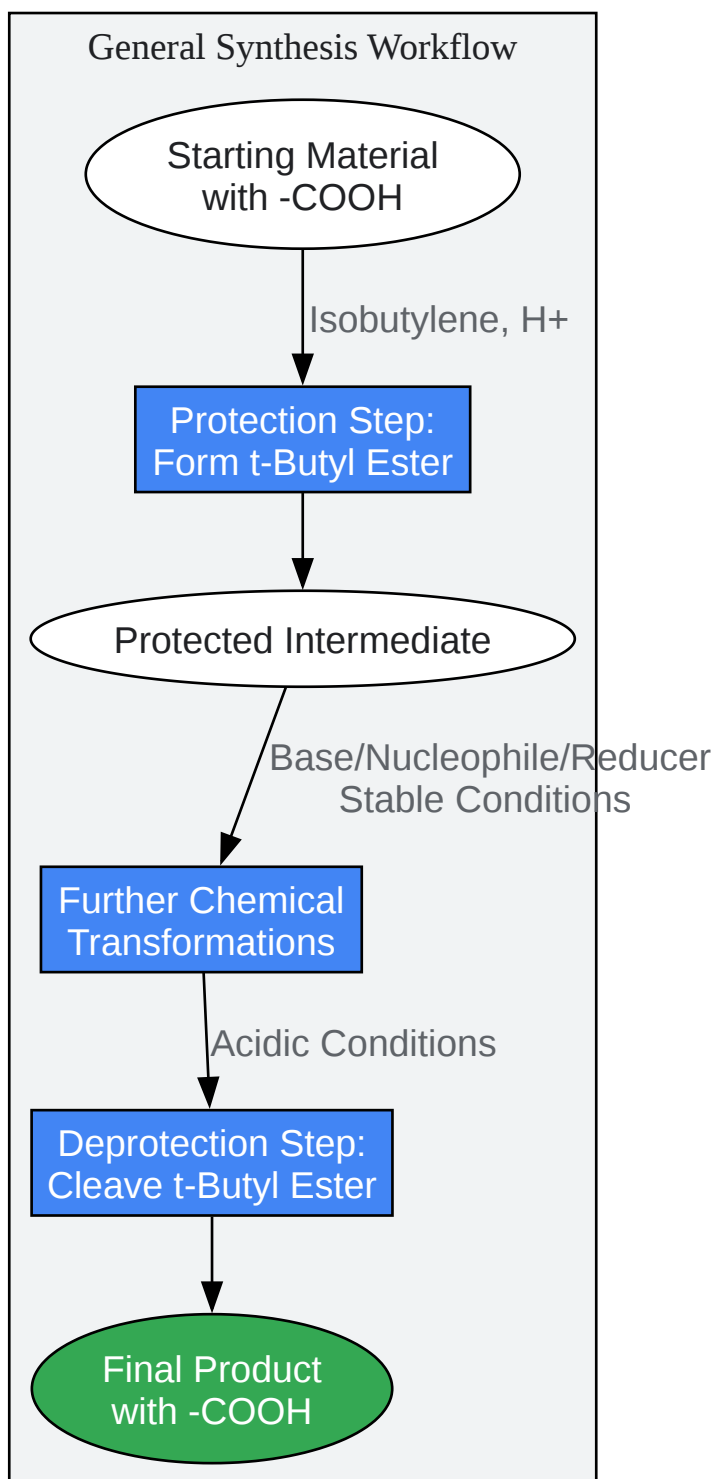 General Synthesis Workflow
Starting Material
with -COOH
Isobutylene, H+
Protection Step:
Form t-Butyl Ester
Protected Intermediate
Base/Nucleophile/Reducer
Stable Conditions
Further Chemical
Transformations
Acidic Conditions
Deprotection Step:
Cleave t-Butyl Ester
Final Product
with -COOH